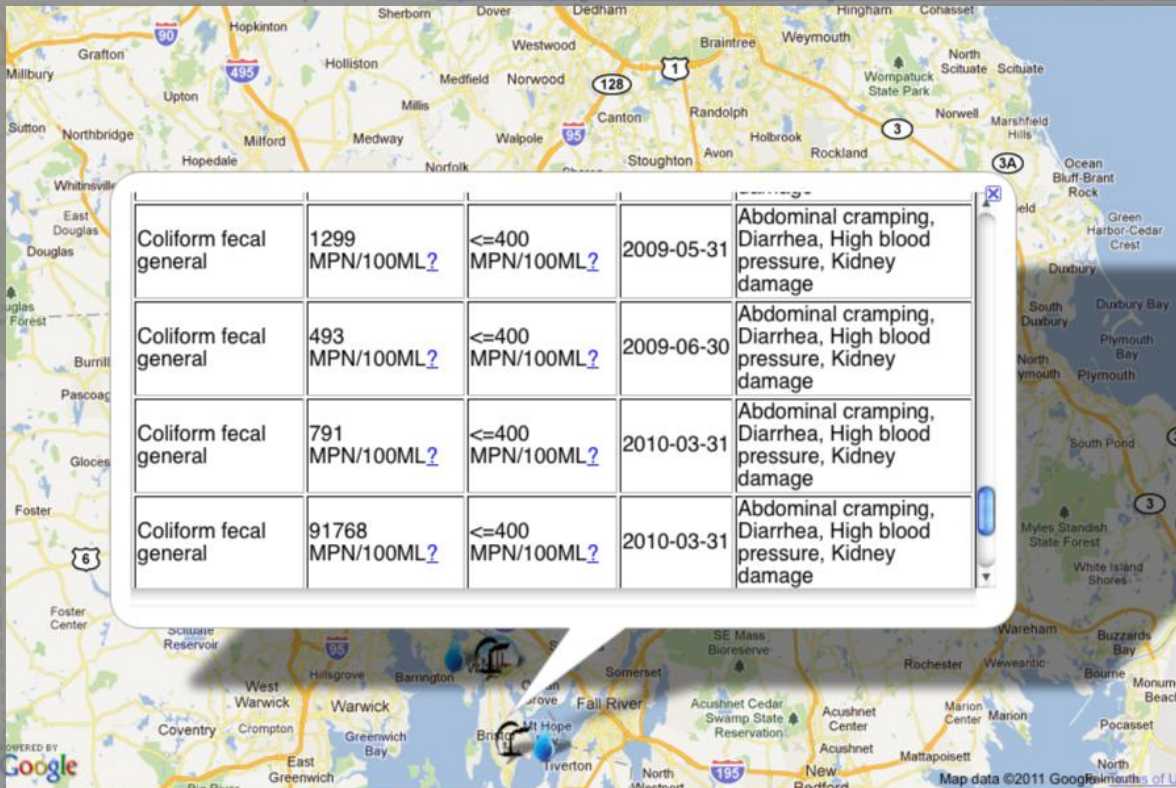 Sherborn
Dover
Dedham
Hingham
Cohasset
90
Hopkinton
Grafton
Westwood
Braintree
Weymouth
Holliston
495
Millbury
Medfield
Norwood
1
128
North
Scituate
Scituate
Wompatuck
State Park
Upton
Millis
Canton
Randolph
Norwell
Marshfield
Hills
Sutton
Northbridge
Milford
Medway
Walpole
95
Holbrook
3
Hopedale
Norfolk
Stoughton
Avon
Rockland
3A
Ocean
Bluff-Brant
Rock
Whitinsville
East
Douglas
Douglas
Green
Harbor-Cedar
Crest
Duxbury
Coliform fecal general
1299 MPN/100ML?
<=400 MPN/100ML?
2009-05-31
Abdominal cramping,
Diarrhea, High blood
pressure, Kidney
damage
Coliform fecal general
493 MPN/100ML?
<=400 MPN/100ML?
2009-06-30
Abdominal cramping,
Diarrhea, High blood
pressure, Kidney
damage
Coliform fecal general
791 MPN/100ML?
<=400 MPN/100ML?
2010-03-31
Abdominal cramping,
Diarrhea, High blood
pressure, Kidney
damage
Coliform fecal general
91768 MPN/100ML?
<=400 MPN/100ML?
2010-03-31
Abdominal cramping,
Diarrhea, High blood
pressure, Kidney
damage
Forest
South
Duxbury
Duxbury Bay
Plymouth
Bay
North
Plymouth
South Pond
3
Foster
6
Myles Standish
State Forest
White Island
Shores
Foster
Center
Scituate
Reservoir
95
Hillsgrove
Barrington
SE Mass
Bioreserve
Wareham
Buzzards
Bay
Somerset
Rochester
Weweantic
Bourne
West
Warwick
Warwick
Grove
Fall River
Acushnet Cedar
Swamp State
Reservation
Acushnet
Center
Marion
Center
Marion
Beach
Coventry
Crompton
Greenwich
Bay
Mt Hope
Pocasset
East
Greenwich
Tiverton
Acushnet
Mattapoisett
POWERED BY
Google
North
Westport
195
New
Bedford
North
Falmouth
Map data ©2011 Google